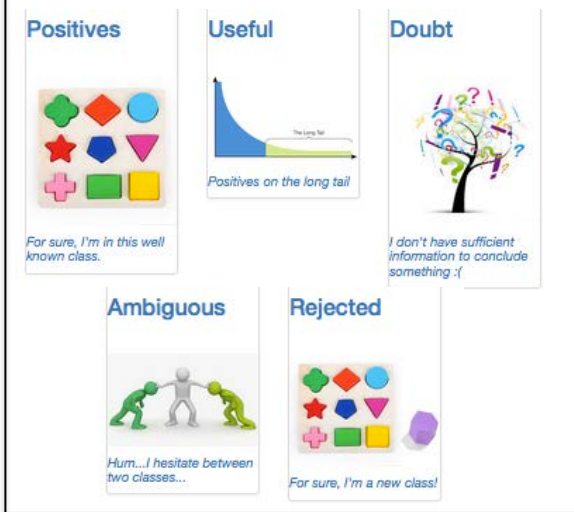 Positives
Useful
Doubt
The Long Tail
Positives on the long tail
For sure, I'm in this well
known class.
I don't have sufficient
information to conclude
something :(
Ambiguous
Rejected
Hum...I hesitate between
two classes...
For sure, I'm a new class!